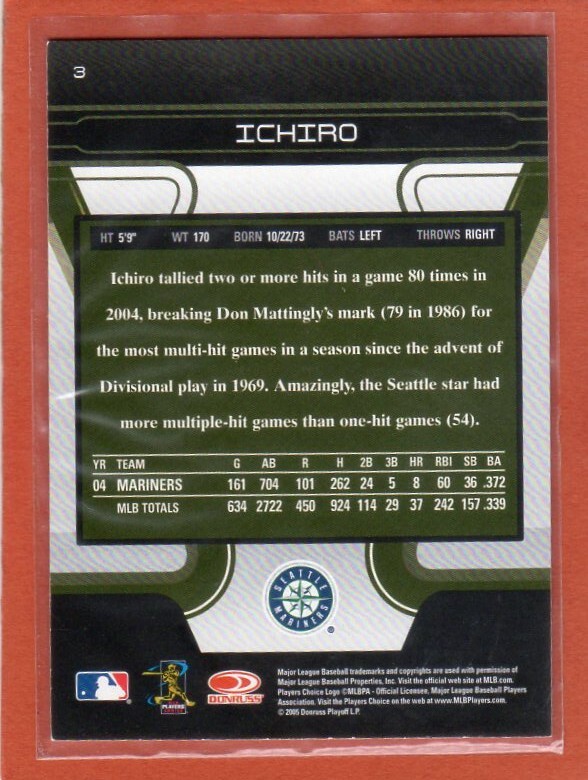 3
ICHIRO
HT 5'9" WT 170 BORN 10/22/73 BATS LEFT THROWS RIGHT
Ichiro tallied two or more hits in a game 80 times in
2004, breaking Don Mattingly's mark (79 in 1986) for
the most multi-hit games in a season since the advent of
Divisional play in 1969. Amazingly, the Seattle star had
more multiple-hit games than one-hit games (54).
YR TEAM G AB R H 2B 3B HR RBI SB BA
04 MARINERS 161 704 101 262 24 5 8 60 36 .372
MLB TOTALS 634 2722 450 924 114 29 37 242 157 .339
SEATTLE
MARINERS
®
PLAYERS
CHOICE
DONRUSS
Major League Baseball trademarks and copyrights are used with permission of
Major League Baseball Properties, Inc. Visit the official web site at MLB.com.
Players Choice Logo ©MLBPA - Official Licensee, Major League Baseball Players
Association. Visit the Players Choice on the web at www.MLBPlayers.com.
© 2005 Donruss Playoff L.P.